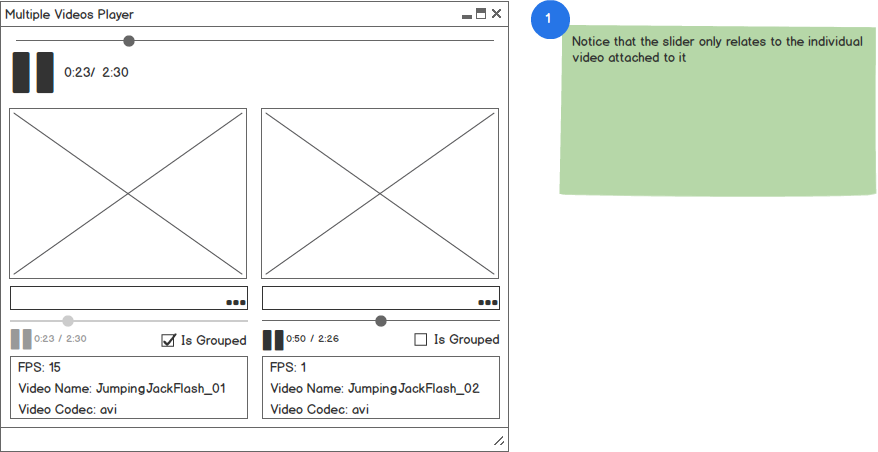 Multiple Videos Player
0:23/ 2:30
0:23 / 2:30
Is Grouped
FPS: 15
Video Name: JumpingJackFlash_01
Video Codec: avi
0:50 / 2:26
Is Grouped
FPS: 1
Video Name: JumpingJackFlash_02
Video Codec: avi
1
Notice that the slider only relates to the individual
video attached to it